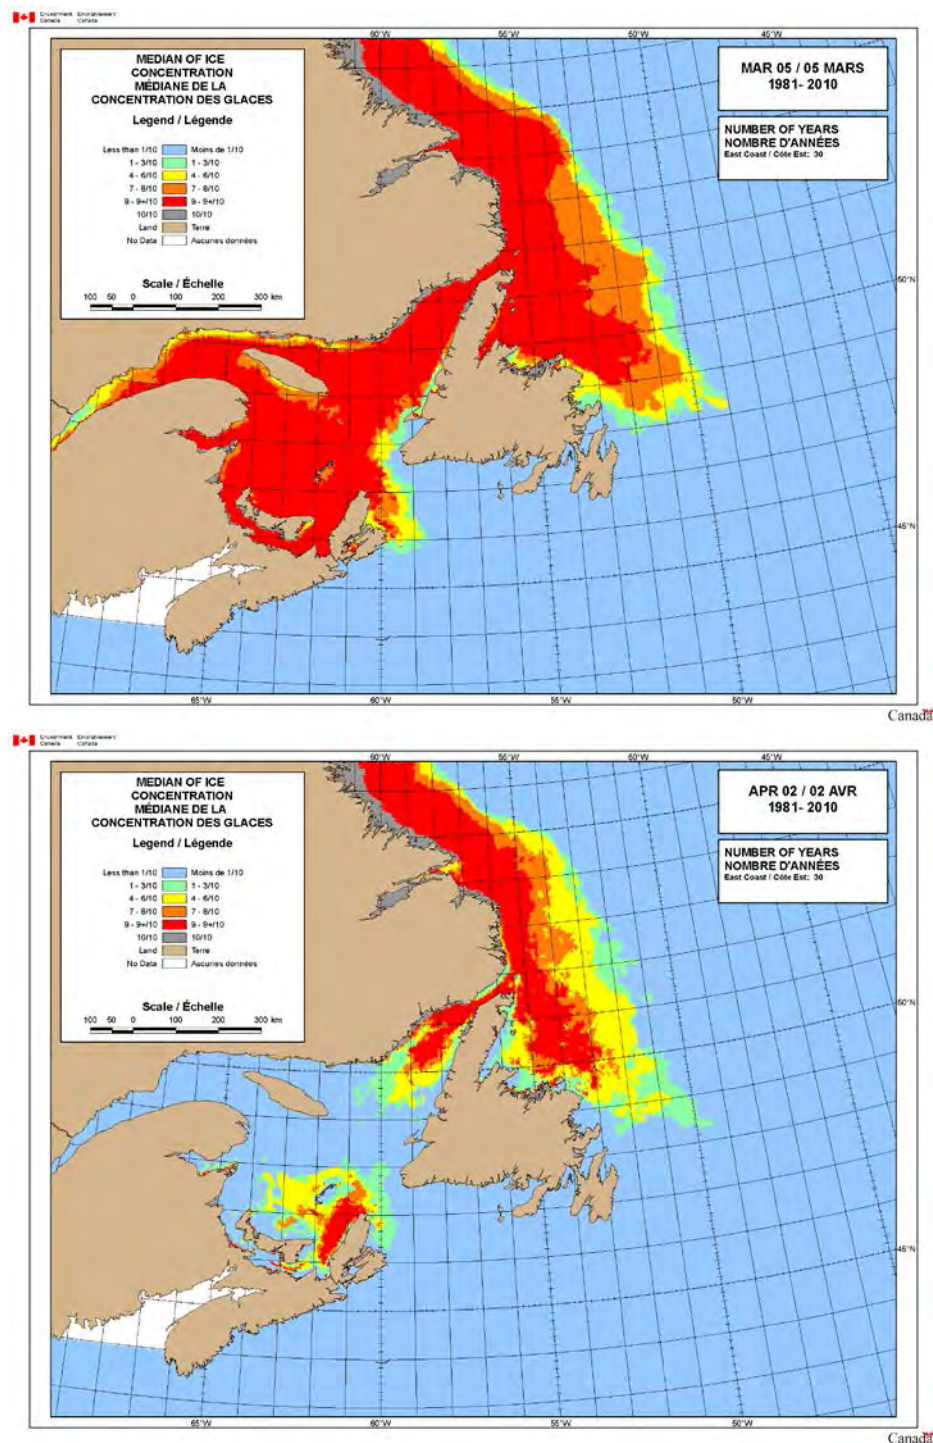 Environment Environnement
Canada Canada
60°W 55°W 50°W 45°W
MEDIAN OF ICE
CONCENTRATION
MÉDIANE DE LA
CONCENTRATION DES GLACES
Legend / Légende
Less than 1/10 Moins de 1/10
1 - 3/10 1 - 3/10
4 - 6/10 4 - 6/10
7 - 8/10 7 - 8/10
9 - 9+/10 9 - 9+/10
10/10 10/10
Land Terre
No Data Aucunes données
Scale / Échelle
100 50 0 100 200 300 km
MAR 05 / 05 MARS
1981- 2010
NUMBER OF YEARS
NOMBRE D'ANNÉES
East Coast / Côte Est: 30
50°N
45°N
65°W 60°W 55°W 50°W
Canada
Environment Environnement
Canada Canada
60°W 55°W 50°W 45°W
MEDIAN OF ICE
CONCENTRATION
MÉDIANE DE LA
CONCENTRATION DES GLACES
Legend / Légende
Less than 1/10 Moins de 1/10
1 - 3/10 1 - 3/10
4 - 6/10 4 - 6/10
7 - 8/10 7 - 8/10
9 - 9+/10 9 - 9+/10
10/10 10/10
Land Terre
No Data Aucunes données
Scale / Échelle
100 50 0 100 200 300 km
APR 02 / 02 AVR
1981- 2010
NUMBER OF YEARS
NOMBRE D'ANNÉES
East Coast / Côte Est: 30
50°N
45°N
65°W 60°W 55°W 50°W
Canada